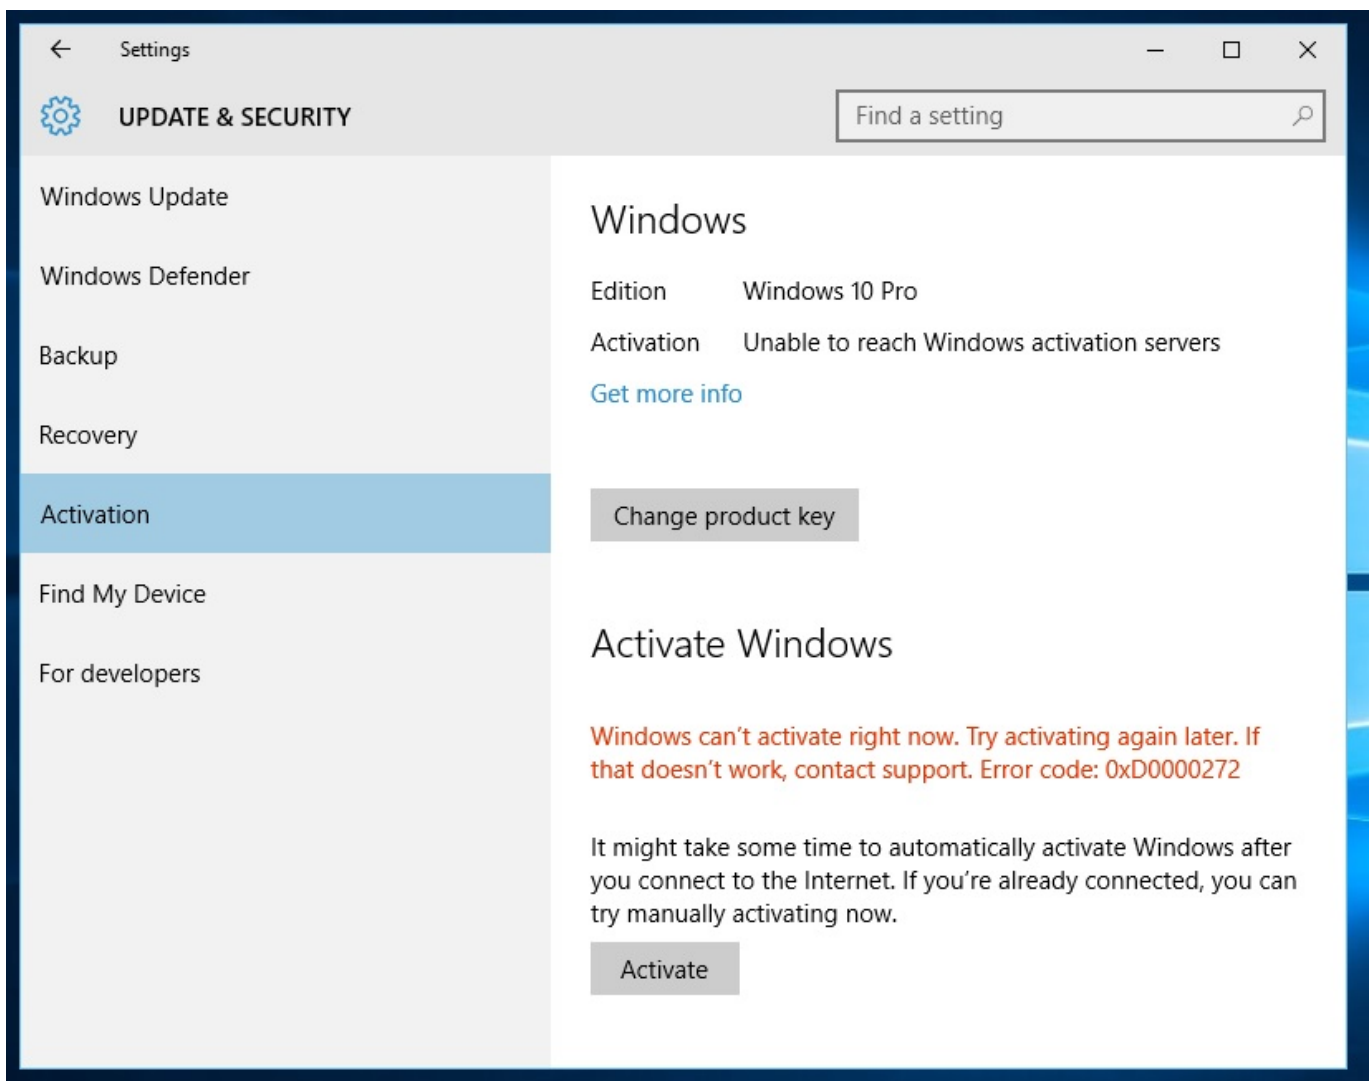 Settings
UPDATE & SECURITY
Find a setting
Windows Update
Windows Defender
Backup
Recovery
Activation
Find My Device
For developers
Windows
Edition Windows 10 Pro
Activation Unable to reach Windows activation servers
Get more info
Change product key
Activate Windows
Windows can't activate right now. Try activating again later. If
that doesn't work, contact support. Error code: 0xD0000272
It might take some time to automatically activate Windows after
you connect to the Internet. If you're already connected, you can
try manually activating now.
Activate